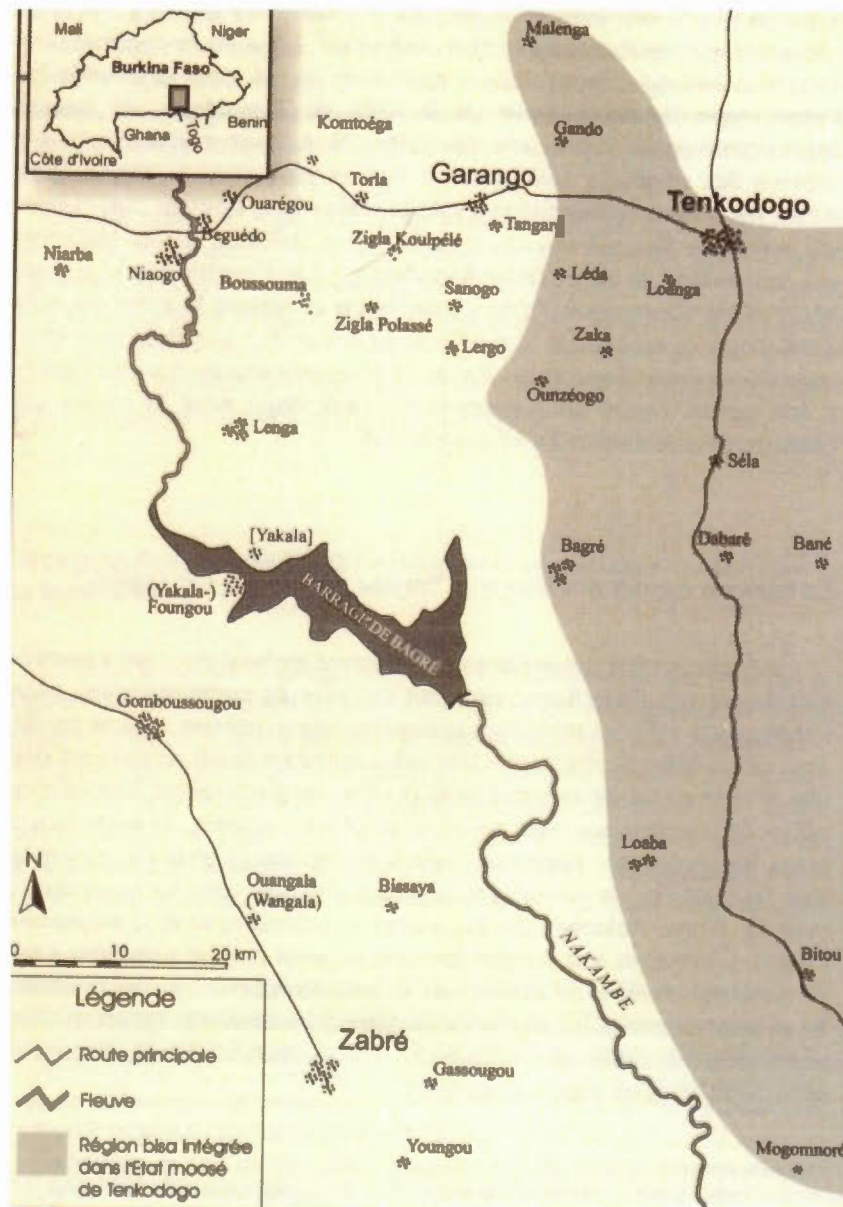 Mali
Niger
Burkina Faso
Ghana
Togo
Benin
Côte d'Ivoire
Malenga
Gando
Komtoéga
Torla
Garango
Ouarégou
Tenkodogo
Beguédo
Tangaré
Zigla Koulpélé
Niarba
Niaogo
Léda
Loanga
Boussouma
Sanogo
Zigla Polassé
Zaka
Lergo
Ounzéogo
Lenga
Séla
[Yakala]
Bagré
Dabaré
Bané
(Yakala-)
Foungou
BARRAGE DE BAGRÉ
Gomboussougou
Loaba
N
Ouangala
(Wangala)
Bissaya
NAKAMBE
Bitou
0 10 20 km
Légende
Route principale
Fleuve
Région bisa intégrée
dans l'Etat moosé
de Tenkodogo
Zabré
Gassougou
Youngou
Mogomnoré